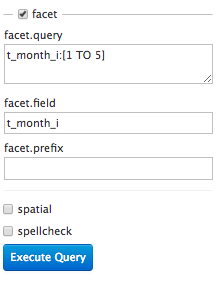 facet
facet.query
t_month_i:[1 TO 5]
facet.field
t_month_i
facet.prefix
spatial
spellcheck
Execute Query